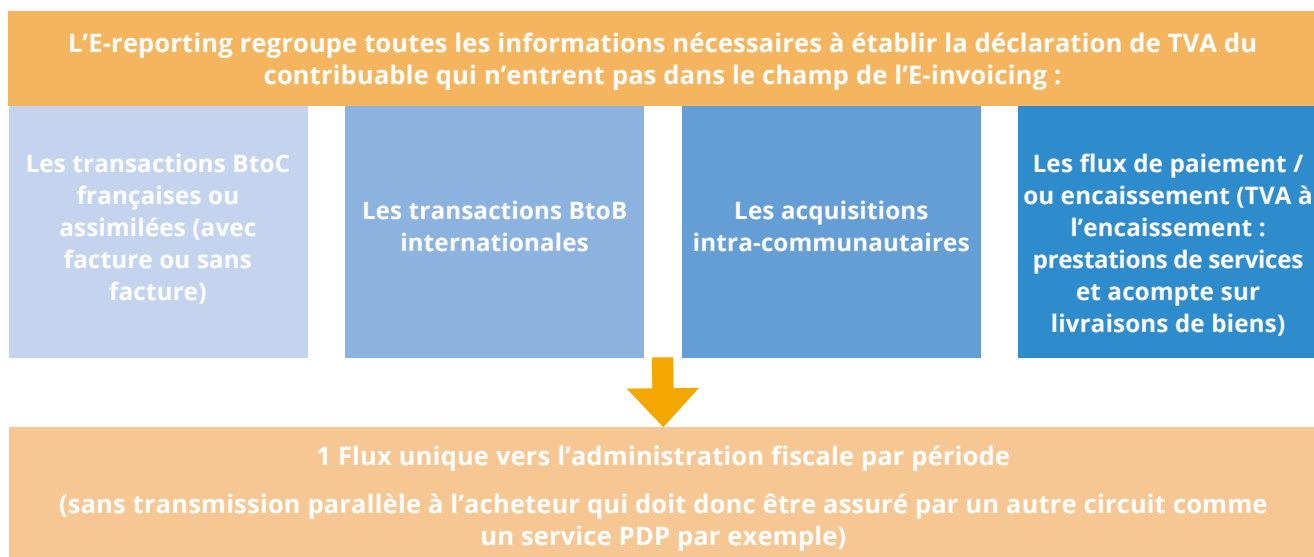 L’E-reporting regroupe toutes les informations nécessaires à établir la déclaration de TVA du
contribuable qui n’entrent pas dans le champ de l’E-invoicing :
Les transactions BtoC
françaises ou
assimilées (avec
facture ou sans
facture)
Les transactions BtoB
internationales
Les acquisitions
intra-communautaires
Les flux de paiement /
ou encaissement (TVA à
l’encaissement :
prestations de services
et acompte sur
livraisons de biens)
1 Flux unique vers l’administration fiscale par période
(sans transmission parallèle à l’acheteur qui doit donc être assuré par un autre circuit comme
un service PDP par exemple)